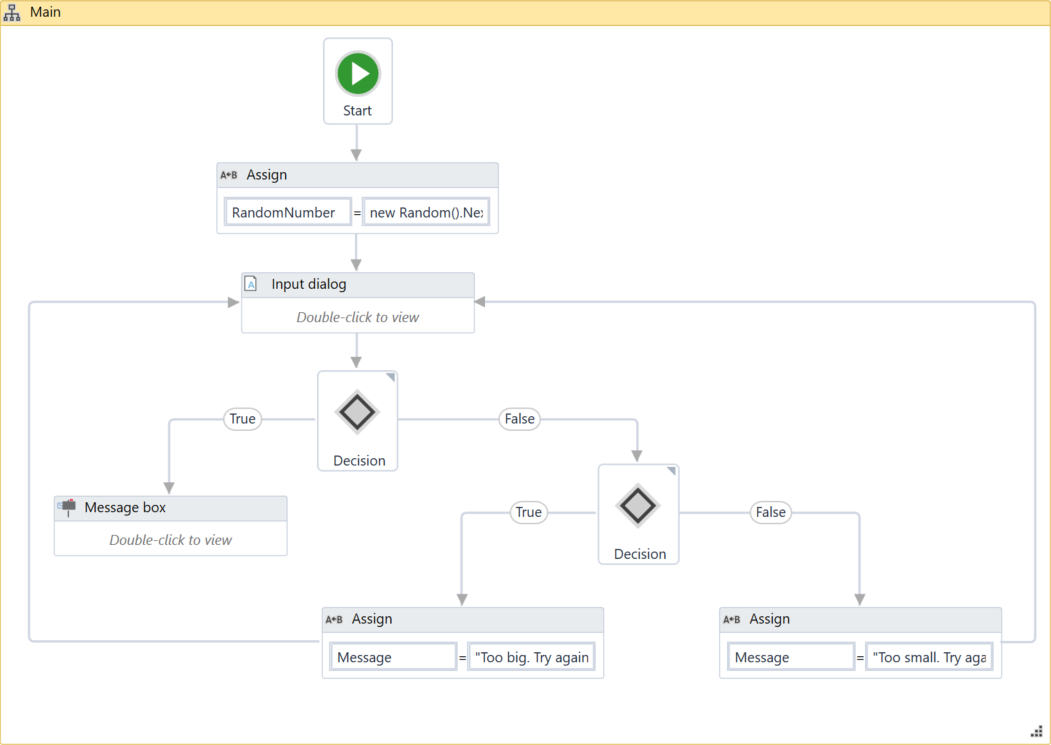 Main
Start
A+B Assign
RandomNumber = new Random().Nex
A Input dialog
Double-click to view
True
False
Decision
Message box
Double-click to view
True
False
Decision
A+B Assign
Message = "Too big. Try again
A+B Assign
Message = "Too small. Try aga